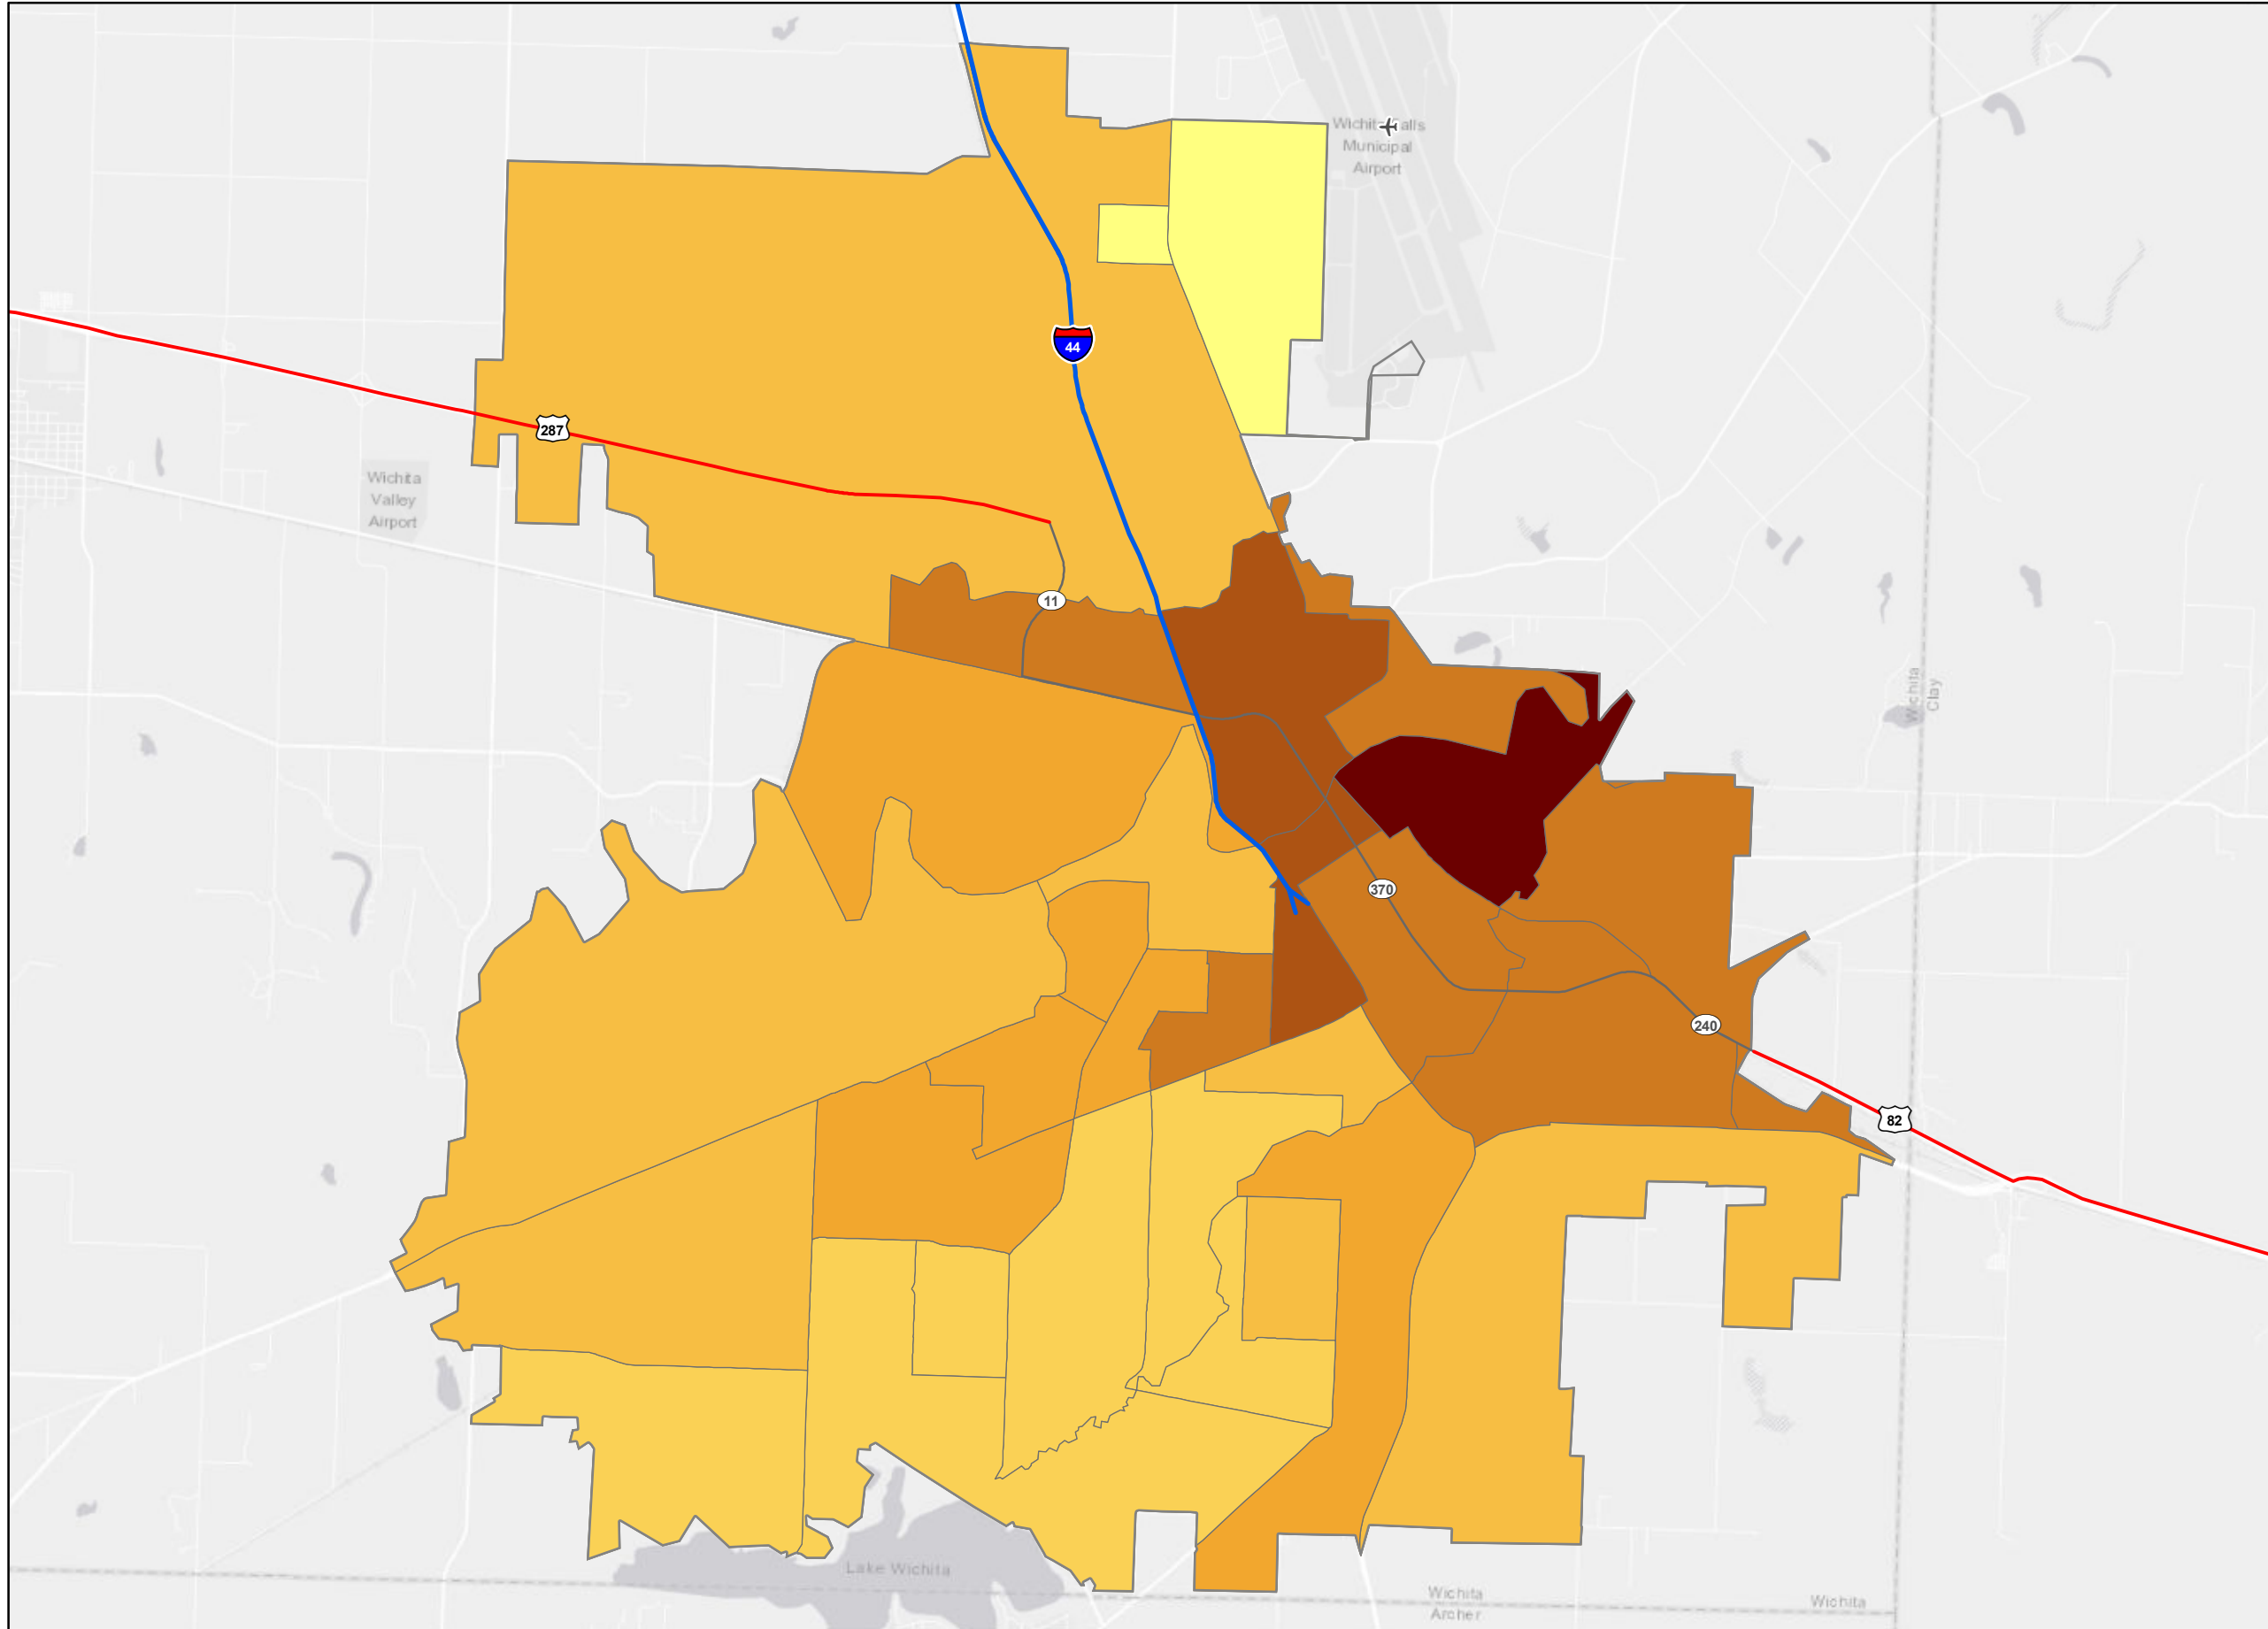 Wichita Falls
Municipal
Airport
44
287
Wichita
Valley
Airport
11
Wichita
Clay
370
240
82
Lake Wichita
Wichita
Archer
Wichita